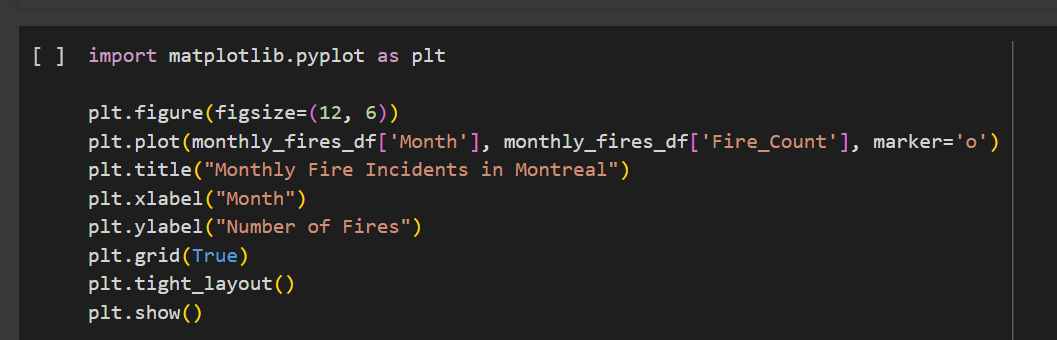 [ ] import matplotlib.pyplot as plt
plt.figure(figsize=(12, 6))
plt.plot(monthly_fires_df['Month'], monthly_fires_df['Fire_Count'], marker='o')
plt.title("Monthly Fire Incidents in Montreal")
plt.xlabel("Month")
plt.ylabel("Number of Fires")
plt.grid(True)
plt.tight_layout()
plt.show()